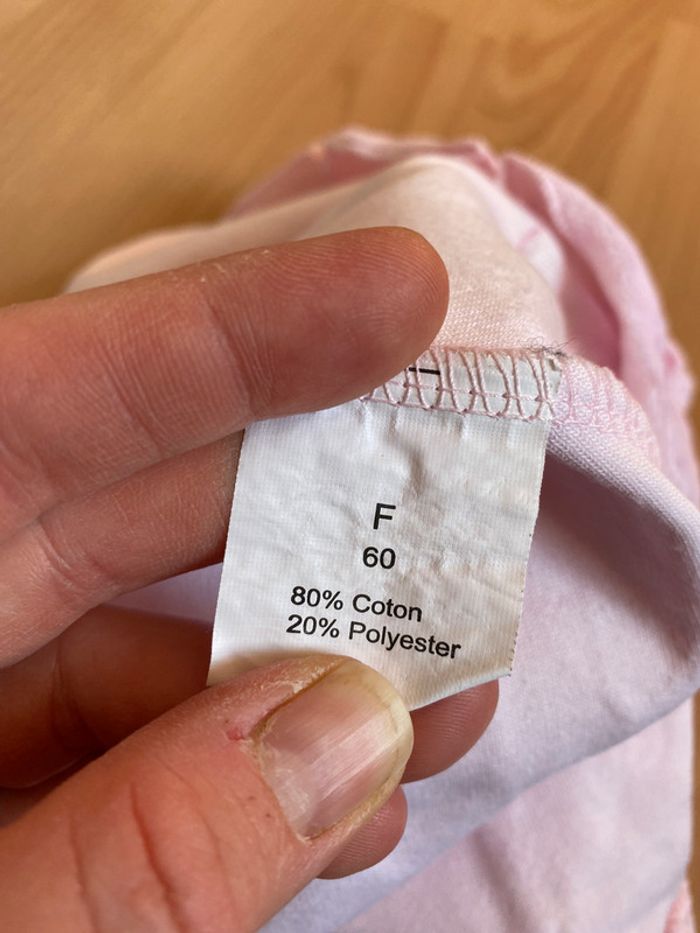 F
60
80% Coton
20% Polyester